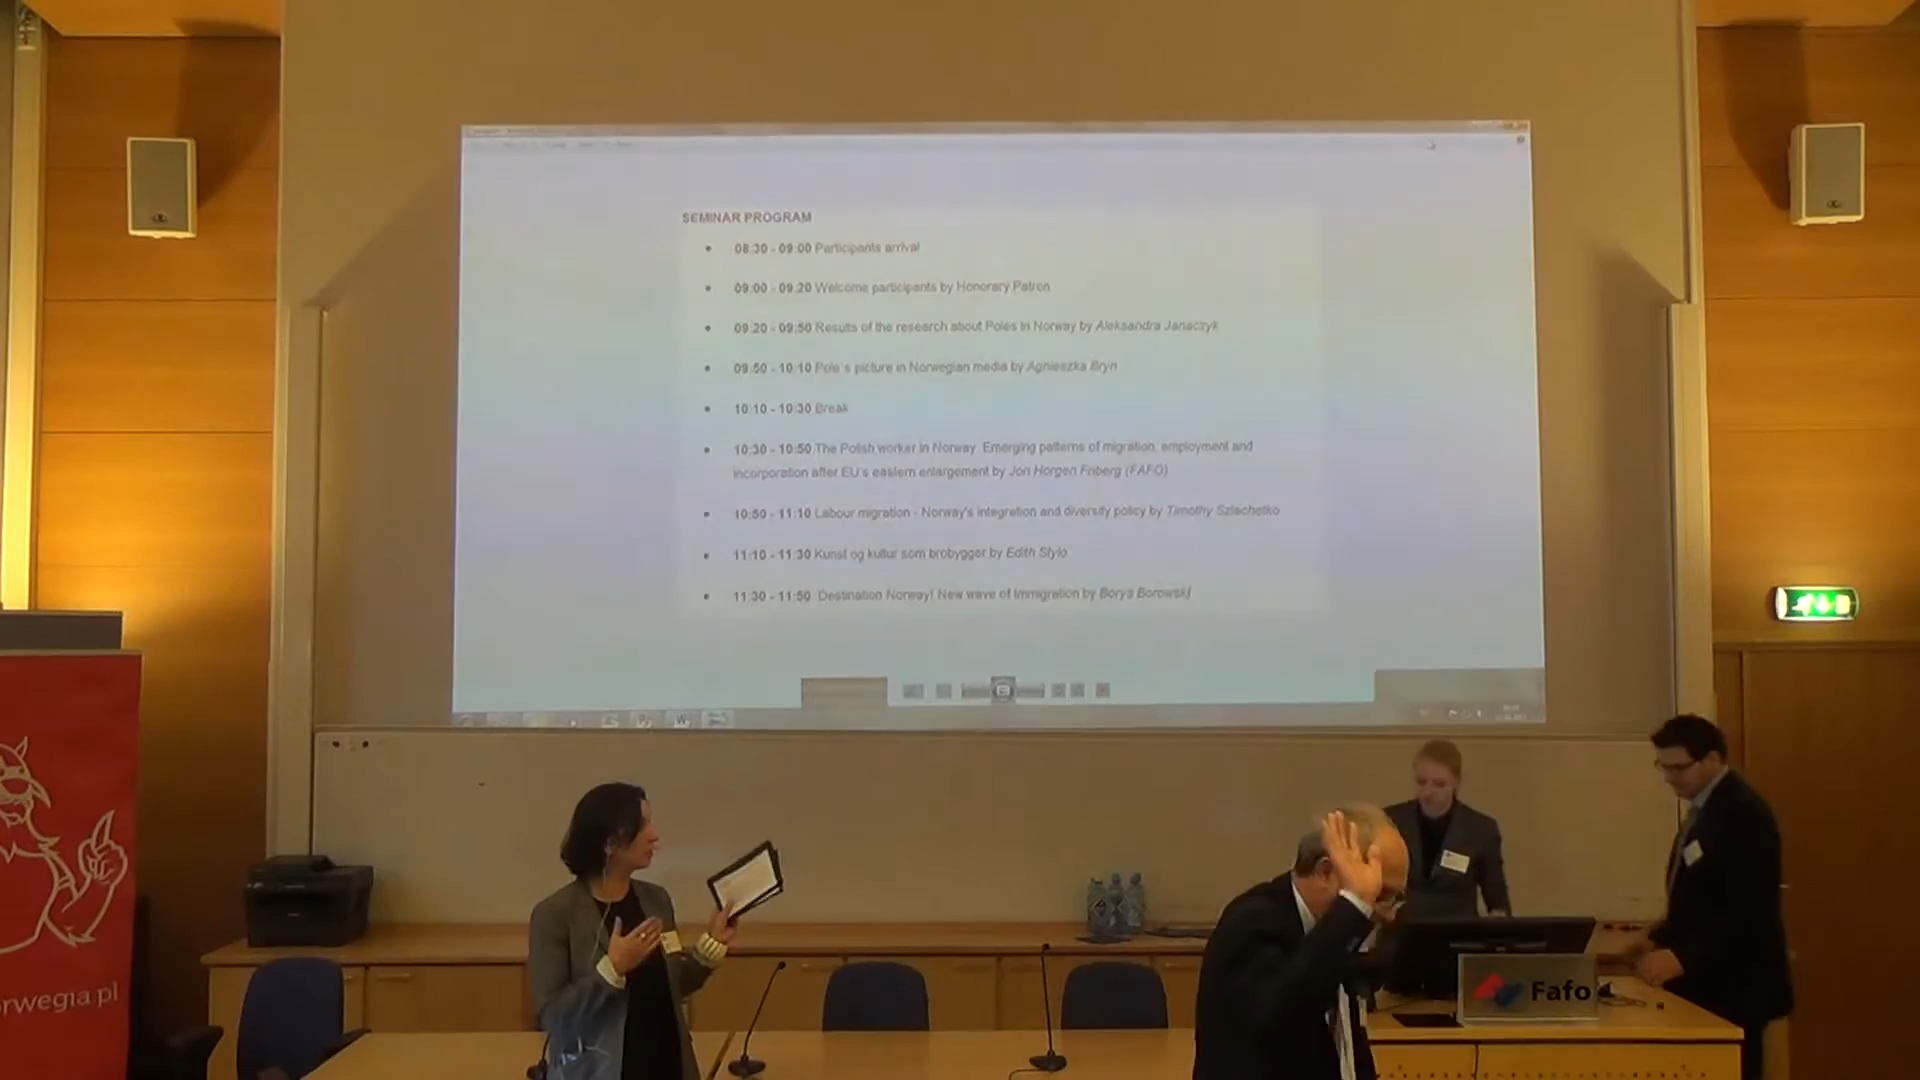 SEMINAR PROGRAM
08:30 - 09:00 Participants arrival
09:00 - 09:20 Welcome participants by Honorary Patron
09:20 - 09:50 Results of the research about Poles in Norway by Aleksandra Janaczyk
09:50 - 10:10 Pole´s picture in Norwegian media by Agnieszka Bryn
10:10 - 10:30 Break
10:30 - 10:50 The Polish worker in Norway. Emerging patterns of migration, employment and
incorporation after EU's eastern enlargement by Jon Horgen Friberg (FAFO)
10:50 - 11:10 Labour migration - Norway's integration and diversity policy by Timothy Szlachetko
11:10 - 11:30 Kunst og kultur som brobygger by Edith Stylo
11:30 - 11:50 Destination Norway! New wave of Immigration by Borys Borowski
rwegia.pl
Fafo